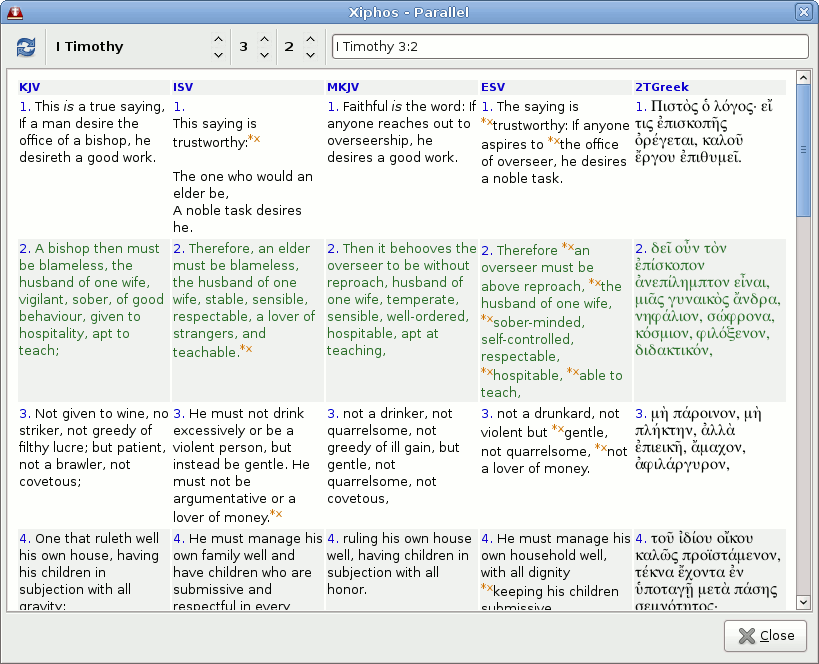 Xiphos - Parallel
I Timothy
3
2
I Timothy 3:2
KJV
1. This is a true saying,
If a man desire the
office of a bishop, he
desireth a good work.
2. A bishop then must
be blameless, the
husband of one wife,
vigilant, sober, of good
behaviour, given to
hospitality, apt to
teach;
3. Not given to wine, no
striker, not greedy of
filthy lucre; but patient,
not a brawler, not
covetous;
4. One that ruleth well
his own house, having
his children in
subjection with all
gravity;
ISV
1.
This saying is
trustworthy:*x
The one who would an
elder be,
A noble task desires
he.
2. Therefore, an elder
must be blameless,
the husband of one
wife, stable, sensible,
respectable, a lover of
strangers, and
teachable.*x
3. He must not drink
excessively or be a
violent person, but
instead be gentle. He
must not be
argumentative or a
lover of money.*x
4. He must manage his
own family well and
have children who are
submissive and
respectful in every
MKJV
1. Faithful is the word: If
anyone reaches out to
overseership, he
desires a good work.
2. Then it behooves the
overseer to be without
reproach, husband of
one wife, temperate,
sensible, well-ordered,
hospitable, apt at
teaching,
3. not a drinker, not
quarrelsome, not
greedy of ill gain, but
gentle, not
quarrelsome, not
covetous,
4. ruling his own house
well, having children in
subjection with all
honor.
ESV
1. The saying is
*xtrustworthy: If anyone
aspires to *xthe office
of overseer, he desires
a noble task.
2. Therefore *xan
overseer must be
above reproach, *xthe
husband of one wife,
*xsober-minded,
self-controlled,
respectable,
*xhospitable, *xable to
teach,
3. not a drunkard, not
violent but *xgentle,
not quarrelsome, *xnot
a lover of money.
4. He must manage his
own household well,
with all dignity
*xkeeping his children
submissive
2TGreek
1. Πιστὸς ὁ λόγος· εἴ
τις ἐπισκοπῆς
ὀρέγεται, καλοῦ
ἔργου ἐπιθυμεῖ.
2. δεῖ οὖν τὸν
ἐπίσκοπον
ἀνεπίλημπτον εἶναι,
μιᾶς γυναικὸς ἄνδρα,
νηφάλιον, σώφρονα,
κόσμιον, φιλόξενον,
διδακτικόν,
3. μὴ πάροινον, μὴ
πλήκτην, ἀλλὰ
ἐπιεικῆ, ἄμαχον,
ἀφιλάργυρον,
4. τοῦ ἰδίου οἴκου
καλῶς προϊστάμενον,
τέκνα ἔχοντα ἐν
ὑποταγῇ μετὰ πάσης
σεμνότητος·
Close